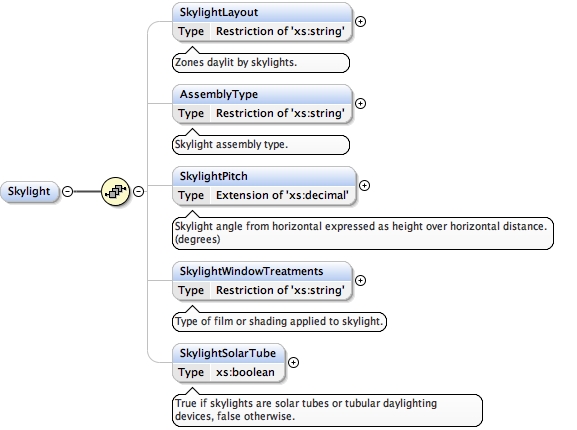 SkylightLayout
Type Restriction of 'xs:string'
Zones daylit by skylights.
AssemblyType
Type Restriction of 'xs:string'
Skylight assembly type.
Skylight
SkylightPitch
Type Extension of 'xs:decimal'
Skylight angle from horizontal expressed as height over horizontal distance.
(degrees)
SkylightWindowTreatments
Type Restriction of 'xs:string'
Type of film or shading applied to skylight.
SkylightSolarTube
Type xs:boolean
True if skylights are solar tubes or tubular daylighting
devices, false otherwise.